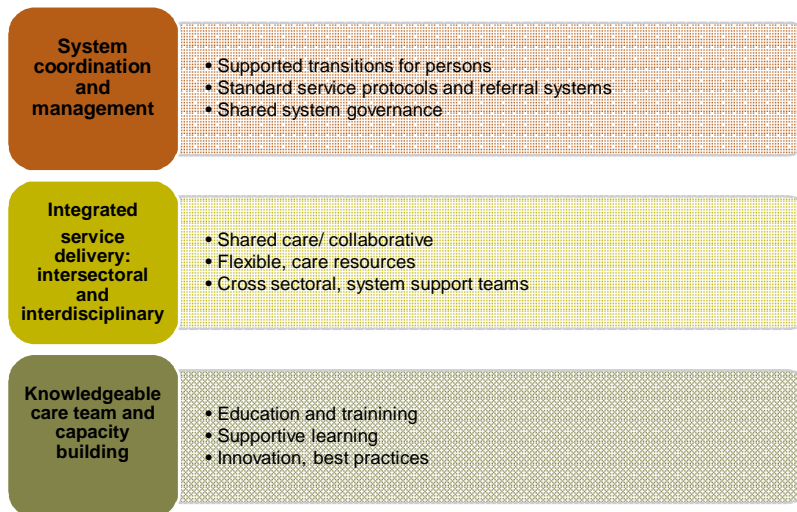 System
coordination
and
management
• Supported transitions for persons
• Standard service protocols and referral systems
• Shared system governance
Integrated
service
delivery:
intersectoral
and
interdisciplinary
• Shared care/ collaborative
• Flexible, care resources
• Cross sectoral, system support teams
Knowledgeable
care team and
capacity
building
• Education and trainining
• Supportive learning
• Innovation, best practices